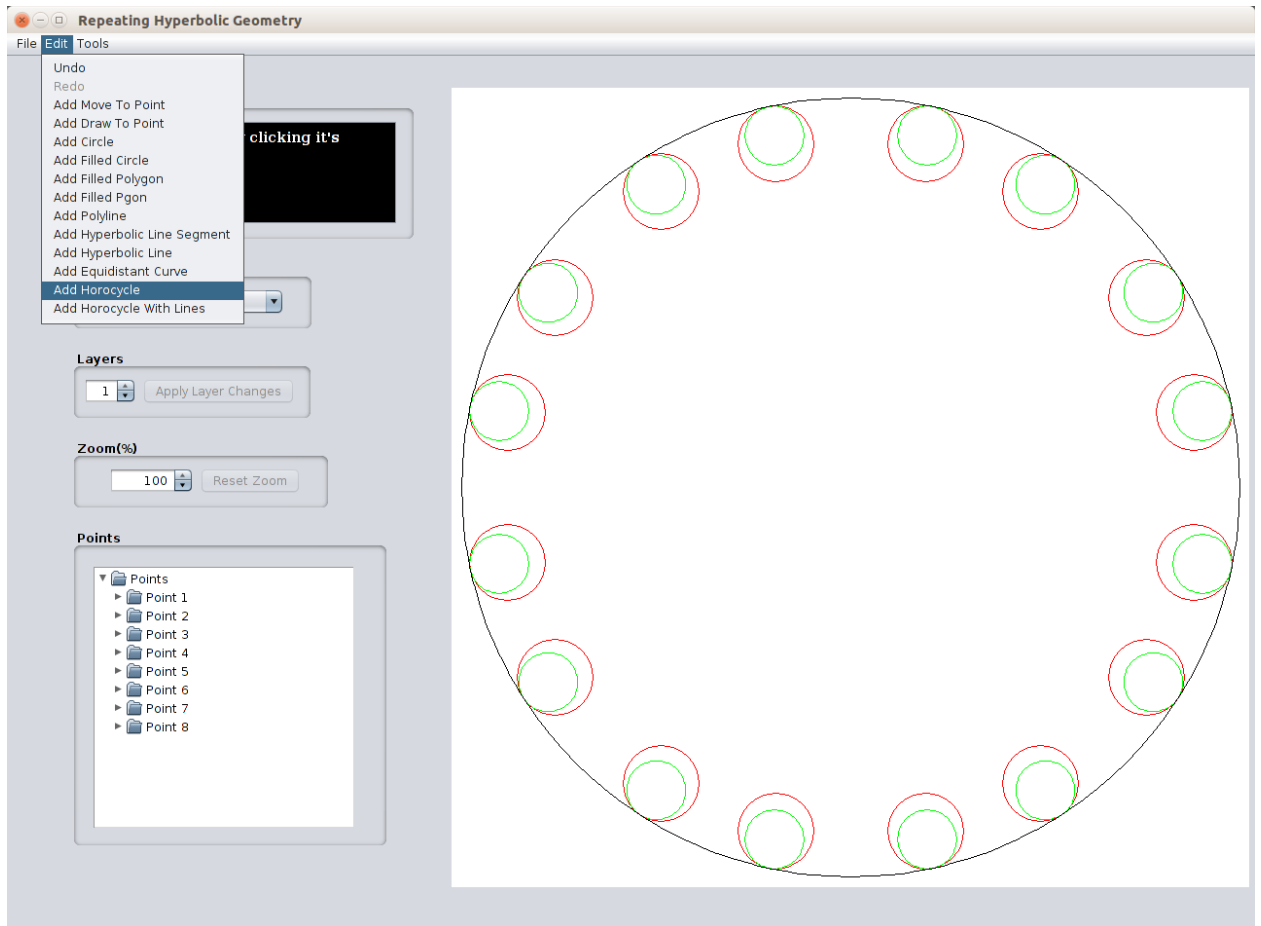 Repeating Hyperbolic Geometry
File Edit Tools
Undo
Redo
Add Move To Point
Add Draw To Point
Add Circle
Add Filled Circle
Add Filled Polygon
Add Filled Pgon
Add Polyline
Add Hyperbolic Line Segment
Add Hyperbolic Line
Add Equidistant Curve
Add Horocycle
Add Horocycle With Lines
clicking it's
Layers
1 Apply Layer Changes
Zoom(%)
100 Reset Zoom
Points
Points
Point 1
Point 2
Point 3
Point 4
Point 5
Point 6
Point 7
Point 8